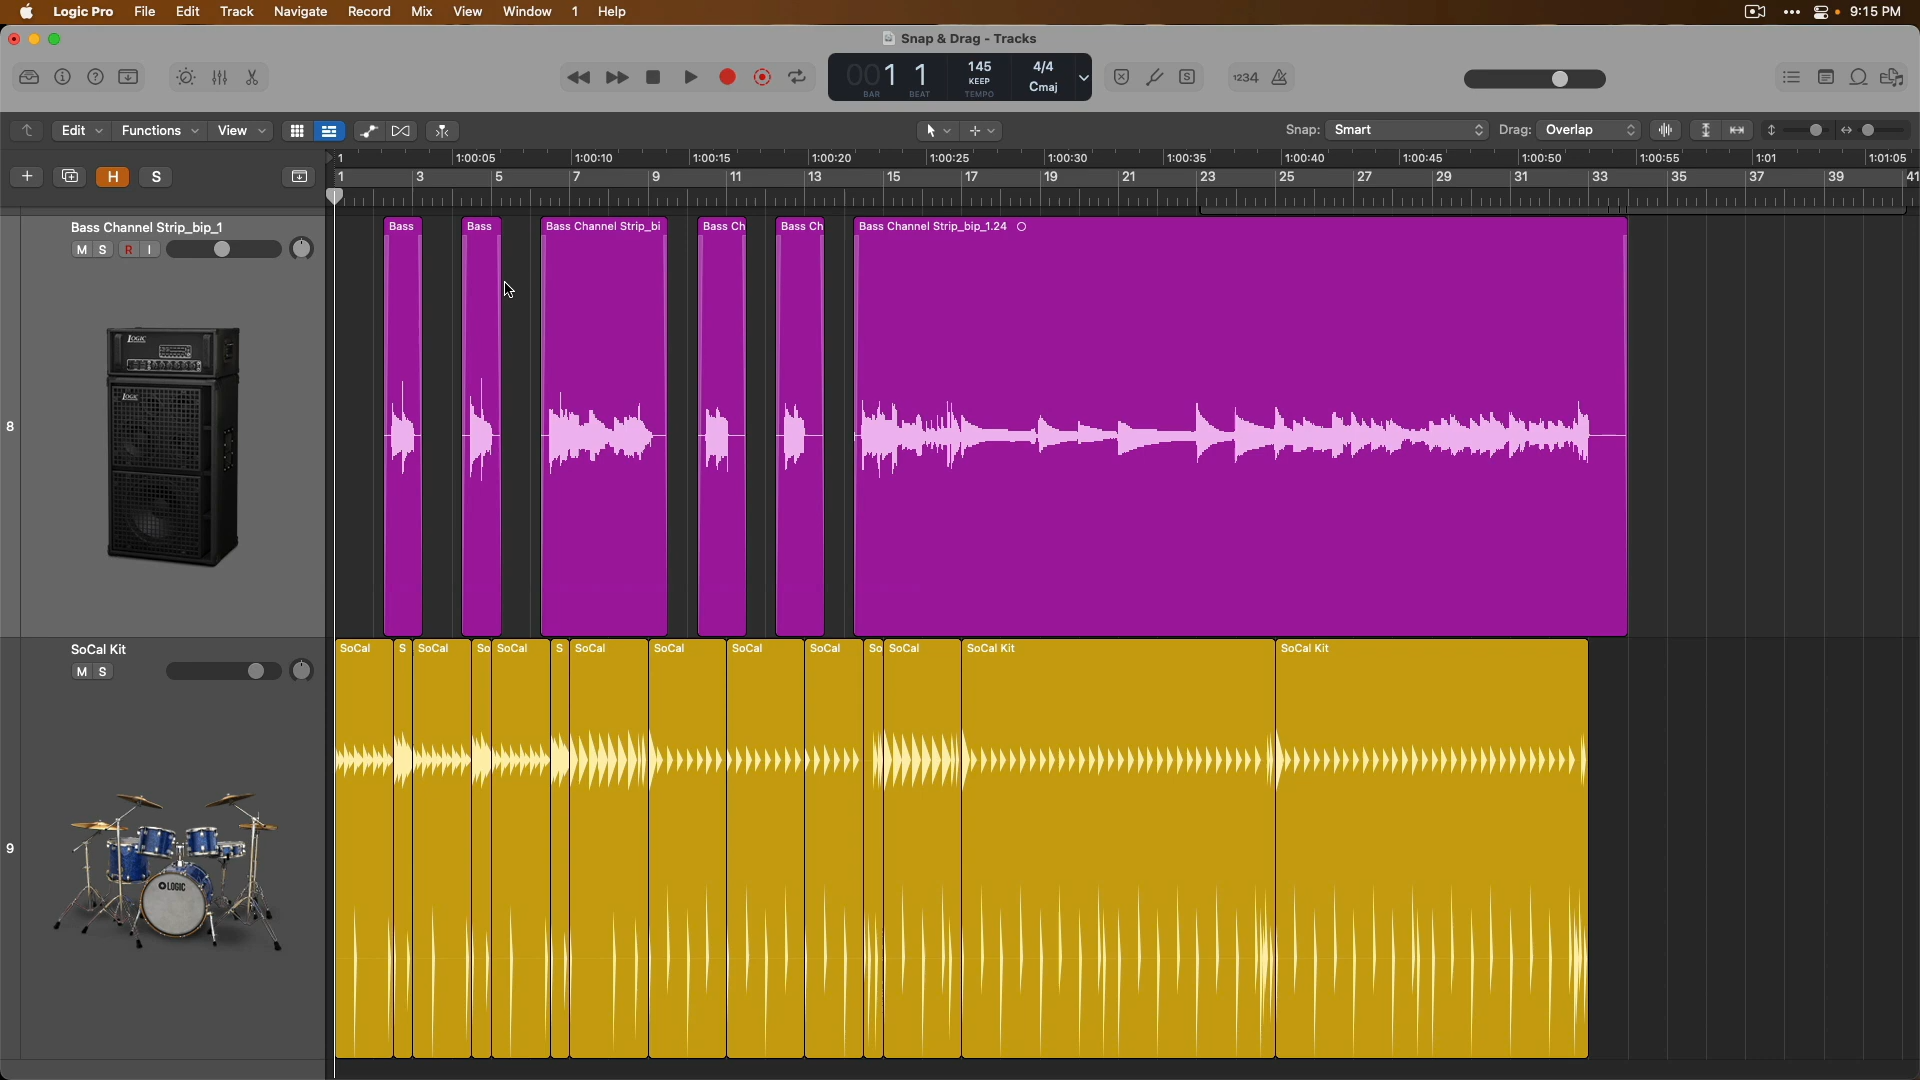 Logic Pro File Edit Track Navigate Record Mix View Window 1 Help 9:15 PM
Snap & Drag - Tracks
001 1 145 4/4
KEEP Cmaj
BAR BEAT TEMPO
1234
S
Edit Functions View Snap: Smart Drag: Overlap
1 1:00:05 1:00:10 1:00:15 1:00:20 1:00:25 1:00:30 1:00:35 1:00:40 1:00:45 1:00:50 1:00:55 1:01 1:01:05
H S
1 3 5 7 9 11 13 15 17 19 21 23 25 27 29 31 33 35 37 39 41
Bass Channel Strip_bip_1
M S R I
8
LOGIC
LOGIC
Bass Bass Bass Channel Strip_bi Bass Ch Bass Ch Bass Channel Strip_bip_1.24
SoCal Kit
M S
9
LOGIC
SoCal S SoCal So SoCal S SoCal SoCal SoCal SoCal So SoCal SoCal Kit SoCal Kit